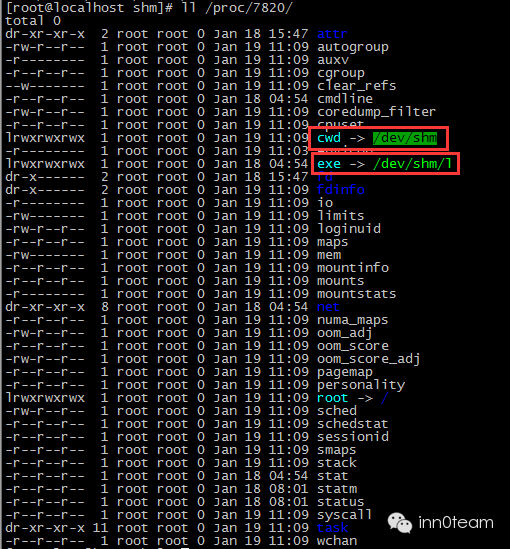 [root@localhost shm]# ll /proc/7820/
total 0
dr-xr-xr-x  2 root root 0 Jan 18 15:47 attr
-rw-r--r--  1 root root 0 Jan 19 11:09 autogroup
-r--------  1 root root 0 Jan 19 11:09 auxv
-r--r--r--  1 root root 0 Jan 19 11:09 cgroup
--w-------  1 root root 0 Jan 19 11:09 clear_refs
-r--r--r--  1 root root 0 Jan 18 04:54 cmdline
-rw-r--r--  1 root root 0 Jan 19 11:09 coredump_filter
-r--r--r--  1 root root 0 Jan 19 11:09 cpuset
lrwxrwxrwx  1 root root 0 Jan 19 11:09 cwd -> /dev/shm
-r--------  1 root root 0 Jan 19 11:03
lrwxrwxrwx  1 root root 0 Jan 18 04:54 exe -> /dev/shm/l
dr-x------  2 root root 0 Jan 18 15:47 fd
dr-x------  2 root root 0 Jan 19 11:09 fdinfo
-r--------  1 root root 0 Jan 19 11:09 io
-rw-------  1 root root 0 Jan 19 11:09 limits
-rw-r--r--  1 root root 0 Jan 19 11:09 loginuid
-r--r--r--  1 root root 0 Jan 19 11:09 maps
-rw-------  1 root root 0 Jan 19 11:09 mem
-r--r--r--  1 root root 0 Jan 19 11:09 mountinfo
-r--r--r--  1 root root 0 Jan 19 11:09 mounts
-r--------  1 root root 0 Jan 19 11:09 mountstats
dr-xr-xr-x  8 root root 0 Jan 18 04:54 net
-r--r--r--  1 root root 0 Jan 19 11:09 numa_maps
-rw-r--r--  1 root root 0 Jan 19 11:09 oom_adj
-r--r--r--  1 root root 0 Jan 19 11:09 oom_score
-rw-r--r--  1 root root 0 Jan 19 11:09 oom_score_adj
-r--r--r--  1 root root 0 Jan 19 11:09 pagemap
-r--r--r--  1 root root 0 Jan 19 11:09 personality
lrwxrwxrwx  1 root root 0 Jan 19 11:09 root -> /
-rw-r--r--  1 root root 0 Jan 19 11:09 sched
-r--r--r--  1 root root 0 Jan 19 11:09 schedstat
-r--r--r--  1 root root 0 Jan 19 11:09 sessionid
-r--r--r--  1 root root 0 Jan 19 11:09 smaps
-r--r--r--  1 root root 0 Jan 19 11:09 stack
-r--r--r--  1 root root 0 Jan 18 04:54 stat
-r--r--r--  1 root root 0 Jan 18 08:01 statm
-r--r--r--  1 root root 0 Jan 18 08:01 status
-r--r--r--  1 root root 0 Jan 19 11:09 syscall
dr-xr-xr-x 11 root root 0 Jan 19 11:09 task
-r--r--r--  1 root root 0 Jan 19 11:09 wchan
inn0team